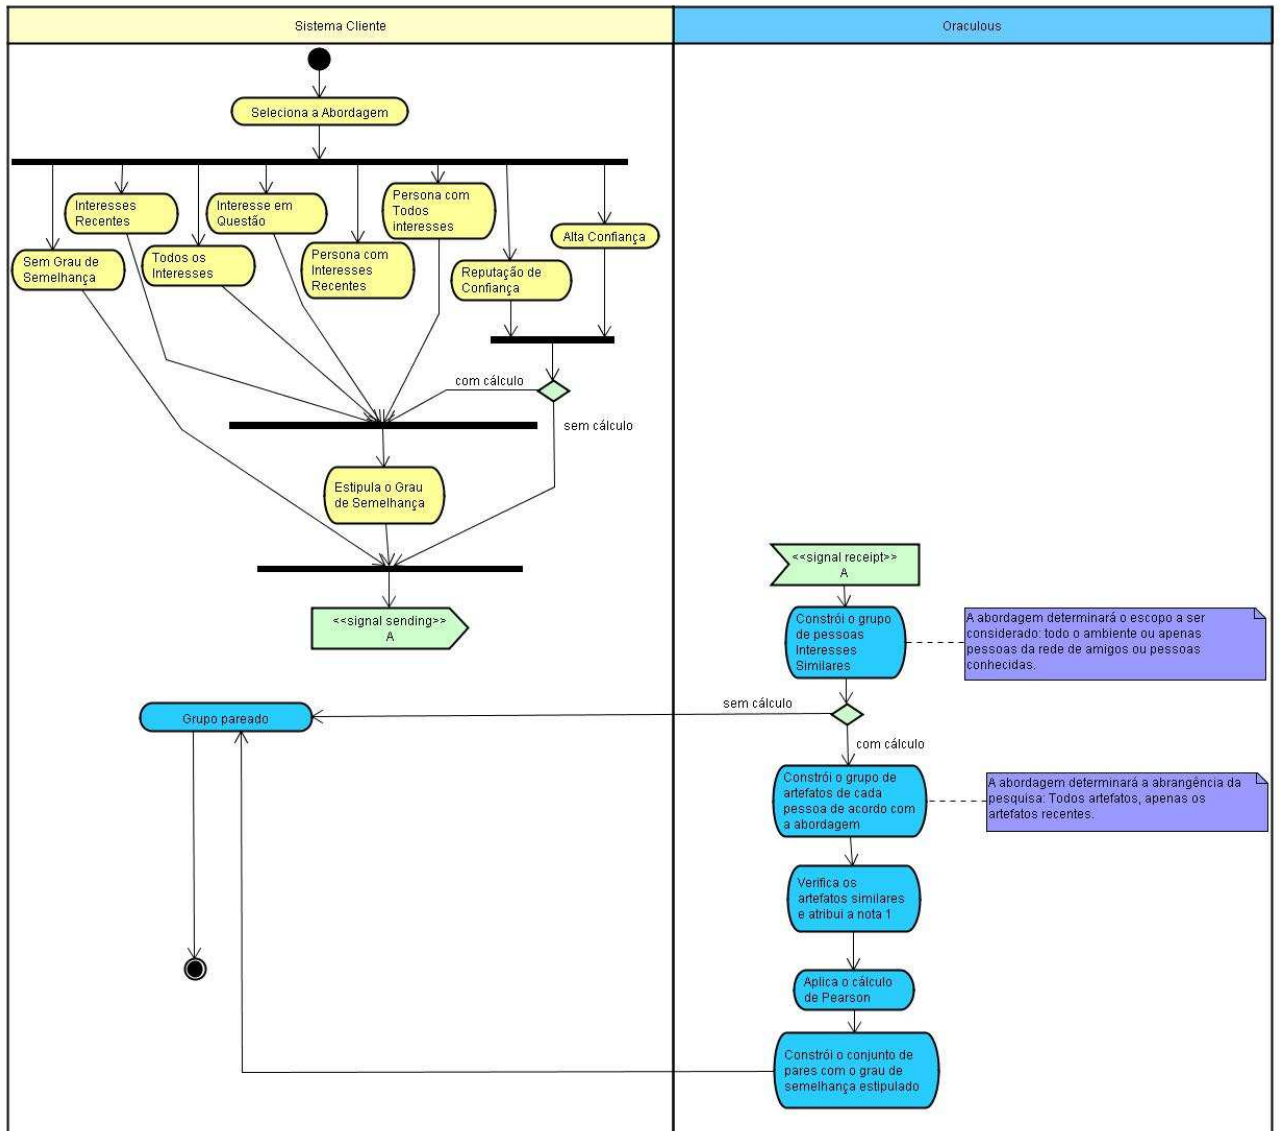 Sistema Cliente
Oraculous
Seleciona a Abordagem
Interesses
Recentes
Interesse em
Questão
Persona com
Todos
interesses
Alta Confiança
Sem Grau de
Semelhança
Todos os
Interesses
Persona com
Interesses
Recentes
Reputação de
Confiança
com cálculo
sem cálculo
Estipula o Grau
de Semelhança
<<signal sending>>
A
<<signal receipt>>
A
Constrói o grupo
de pessoas
Interesses
Similares
A abordagem determinará o escopo a ser
considerado: todo o ambiente ou apenas
pessoas da rede de amigos ou pessoas
conhecidas.
sem cálculo
Grupo pareado
com cálculo
Constrói o grupo de
artefatos de cada
pessoa de acordo com
a abordagem
A abordagem determinará a abrangência da
pesquisa: Todos artefatos, apenas os
artefatos recentes.
Verifica os
artefatos similares
e atribui a nota 1
Aplica o cálculo
de Pearson
Constrói o conjunto de
pares com o grau de
semelhança estipulado